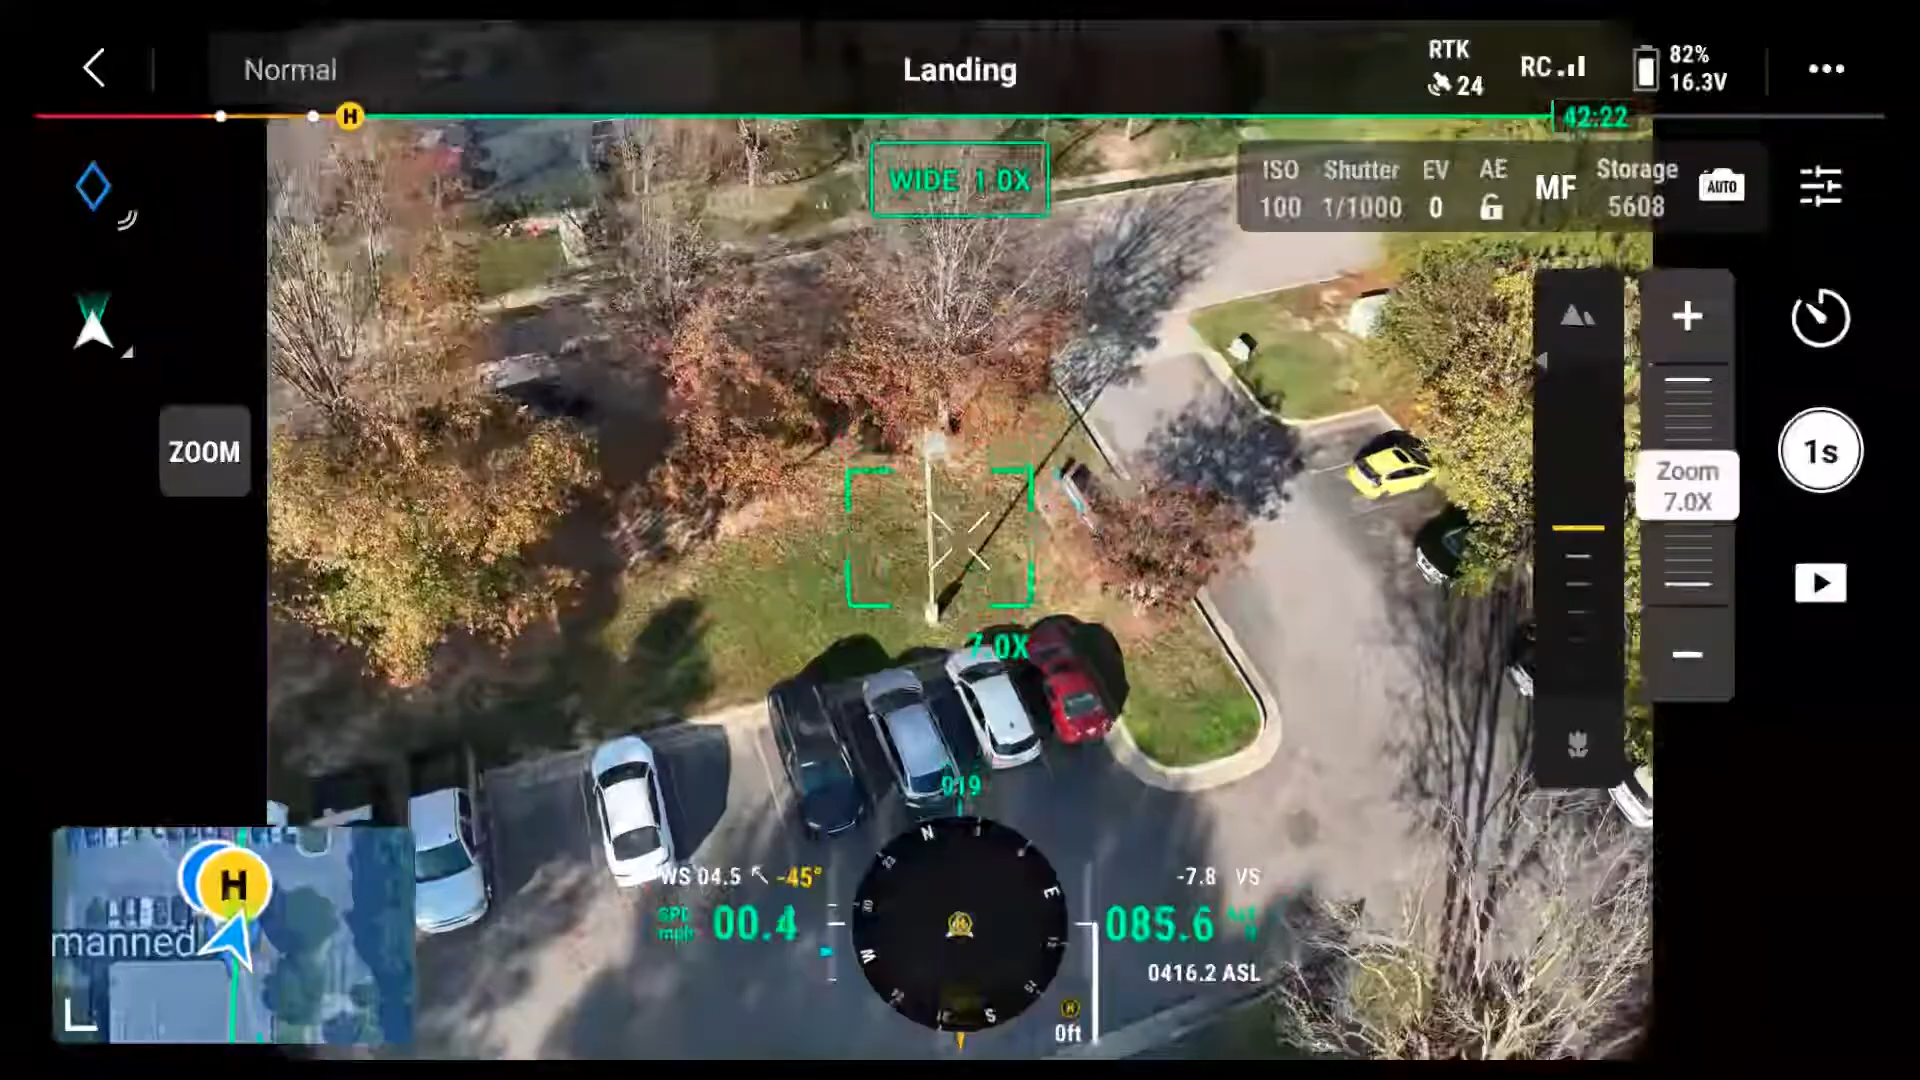 Normal
Landing
RTK
24
RC
82%
16.3V
H
42:22
WIDE 1.0X
ISO
100
Shutter
1/1000
EV
0
AE
MF
Storage
5608
AUTO
ZOOM
Zoom
7.0X
1s
7.0X
019
N
E
S
W
WS 04.5
-45°
SPD
mph
00.4
-7.8 VS
085.6
ALT
ft
0416.2 ASL
H
0ft
H
manned